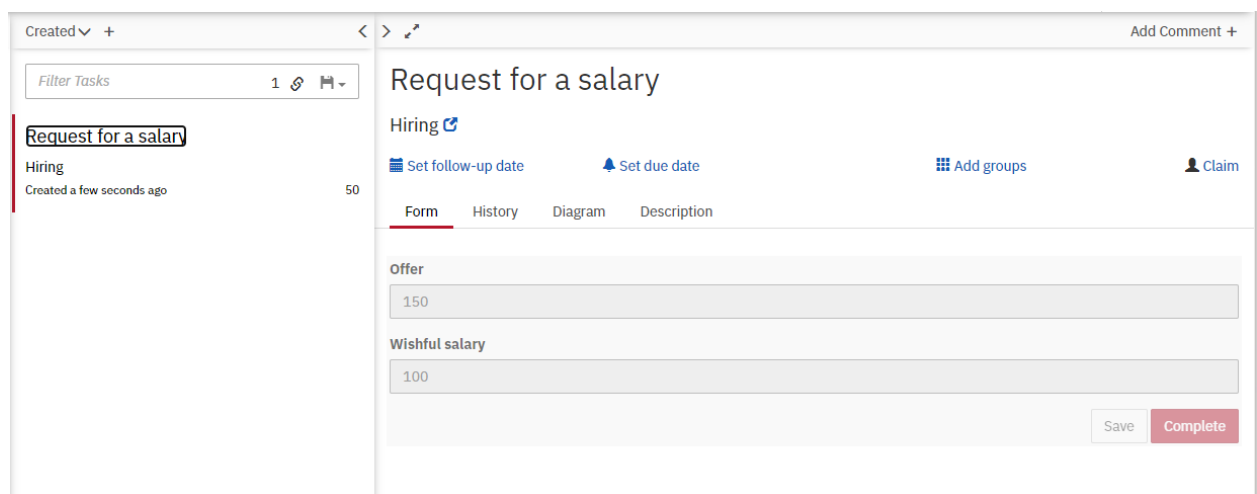 Created +
Add Comment +
Filter Tasks 1
Request for a salary
Hiring
Created a few seconds ago 50
Request for a salary
Hiring
Set follow-up date Set due date Add groups Claim
Form History Diagram Description
Offer
150
Wishful salary
100
Save Complete